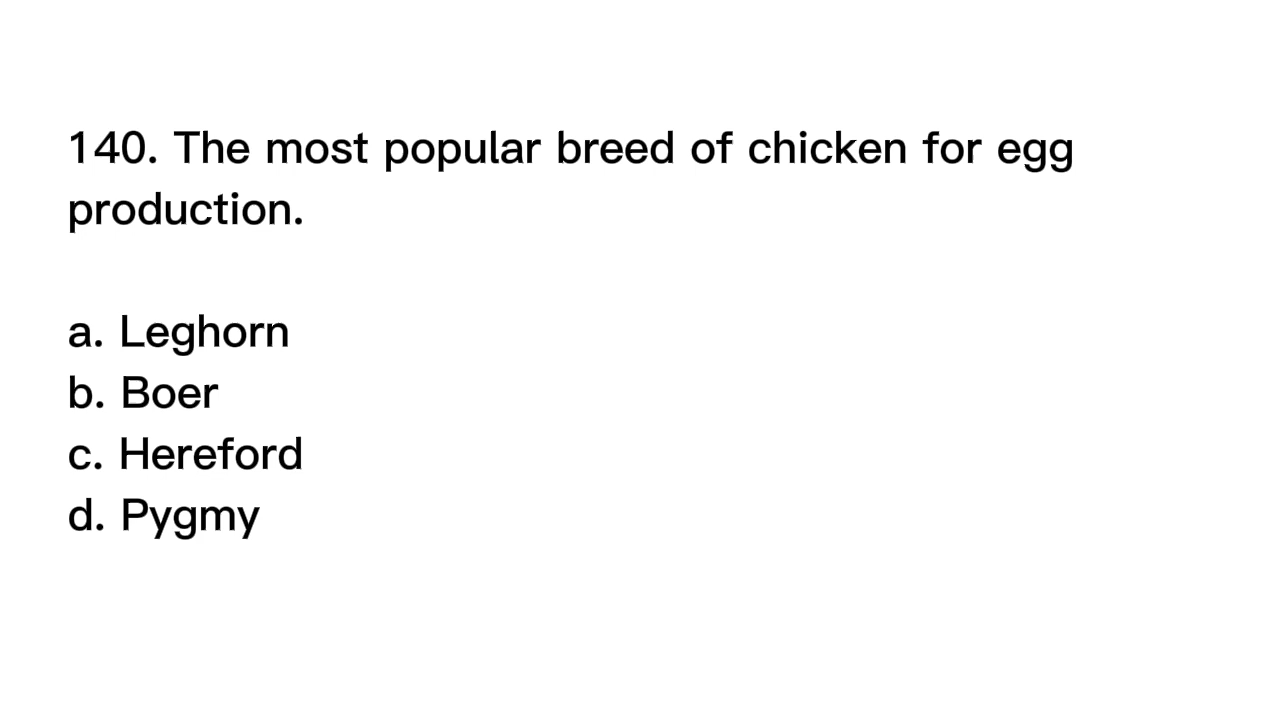 140. The most popular breed of chicken for egg
production.
a. Leghorn
b. Boer
c. Hereford
d. Pygmy